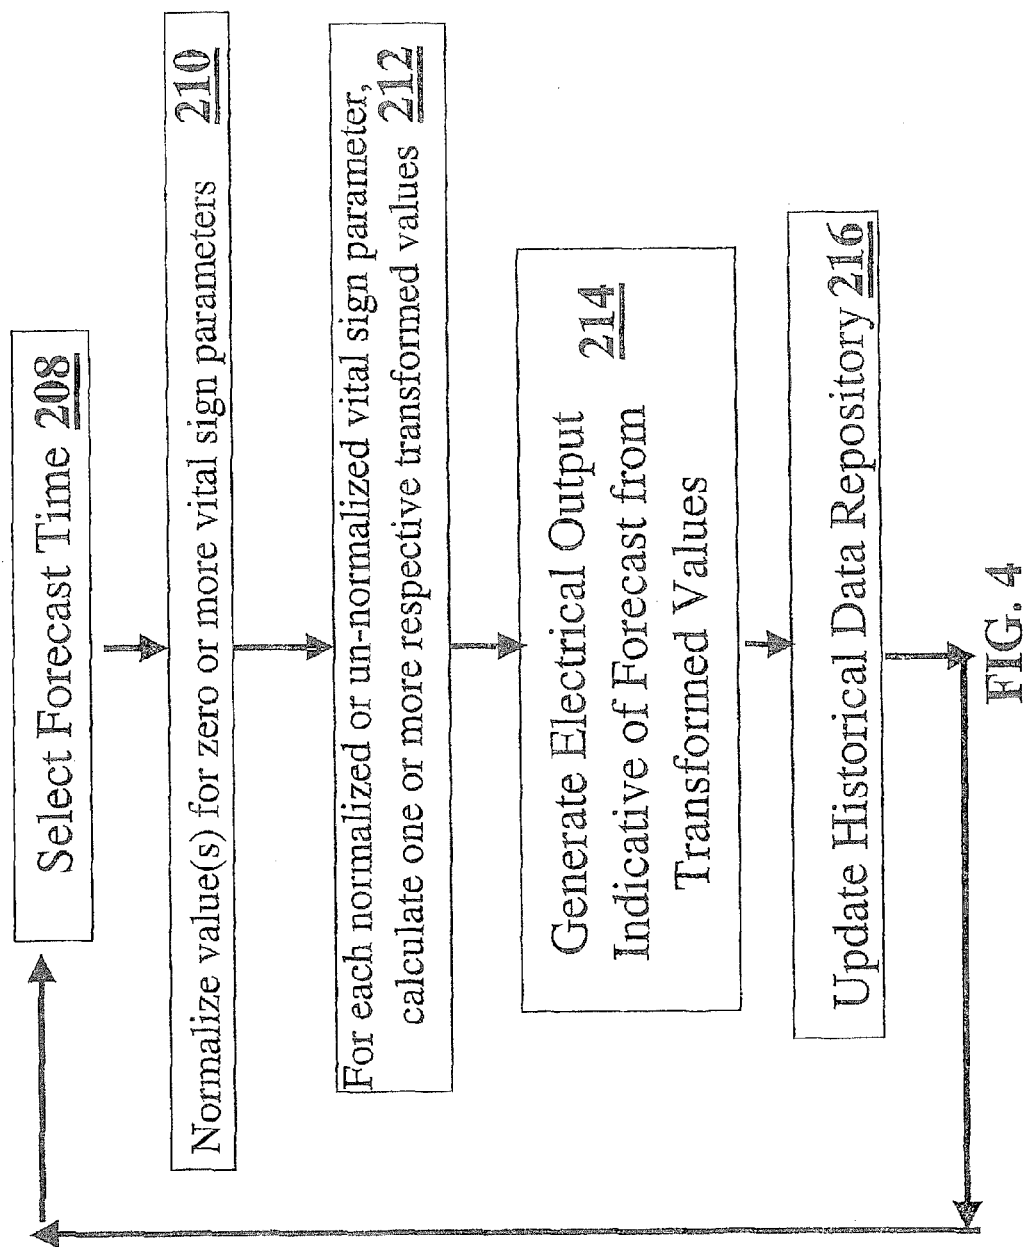 Select Forecast Time 208
Normalize value(s) for zero or more vital sign parameters 210
For each normalized or un-normalized vital sign parameter,
calculate one or more respective transformed values 212
Generate Electrical Output
Indicative of Forecast from 214
Transformed Values
Update Historical Data Repository 216
FIG. 4